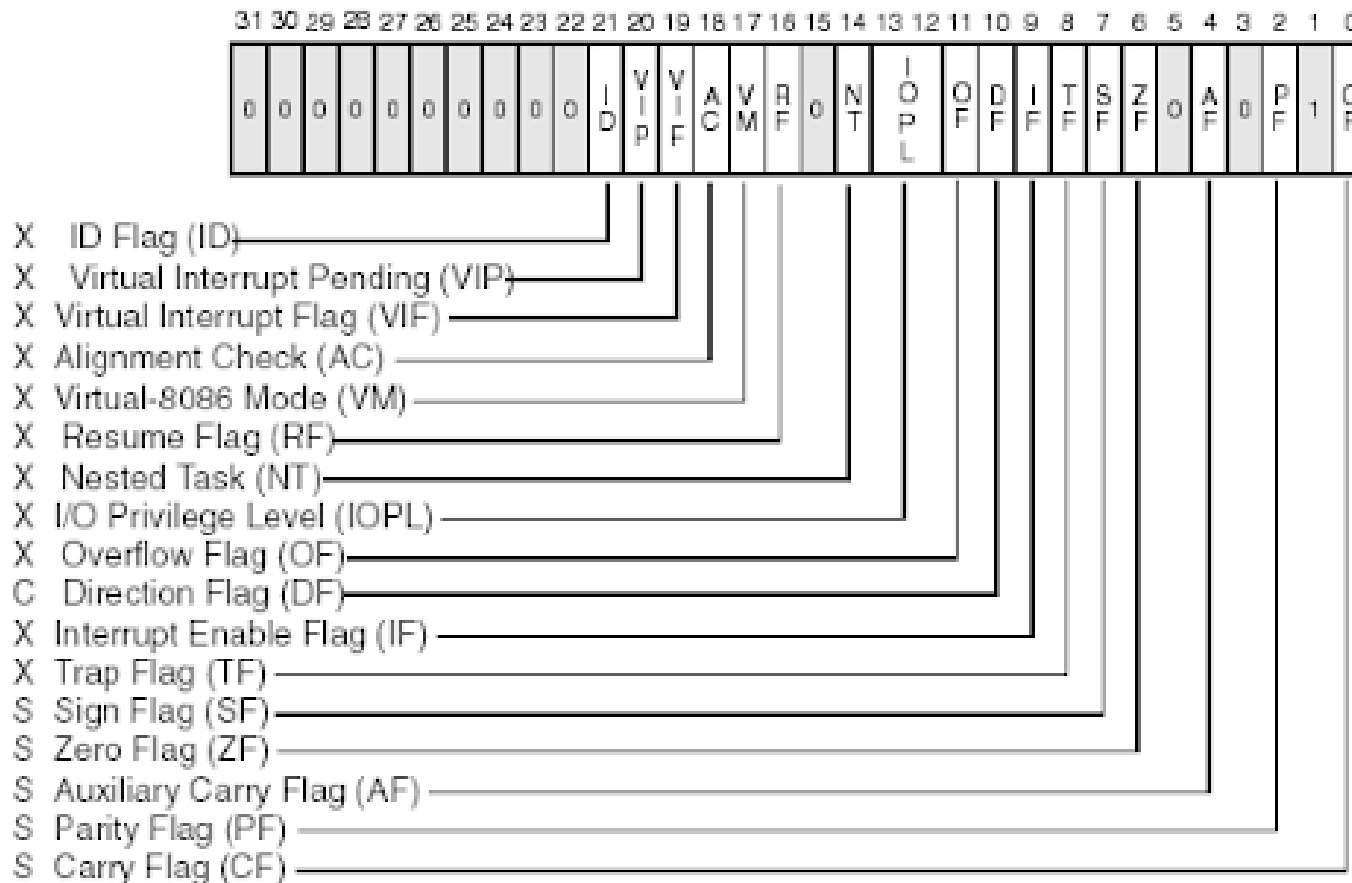 31 30 29 28 27 26 25 24 23 22 21 20 19 18 17 16 15 14 13 12 11 10 9 8 7 6 5 4 3 2 1 0
0 0 0 0 0 0 0 0 0 0 ID VIP VIF AC VM RF 0 NT IOPL OF DF IF TF SF ZF 0 AF 0 PF 1 CF
X ID Flag (ID)
X Virtual Interrupt Pending (VIP)
X Virtual Interrupt Flag (VIF)
X Alignment Check (AC)
X Virtual-8086 Mode (VM)
X Resume Flag (RF)
X Nested Task (NT)
X I/O Privilege Level (IOPL)
X Overflow Flag (OF)
C Direction Flag (DF)
X Interrupt Enable Flag (IF)
X Trap Flag (TF)
S Sign Flag (SF)
S Zero Flag (ZF)
S Auxiliary Carry Flag (AF)
S Parity Flag (PF)
S Carry Flag (CF)